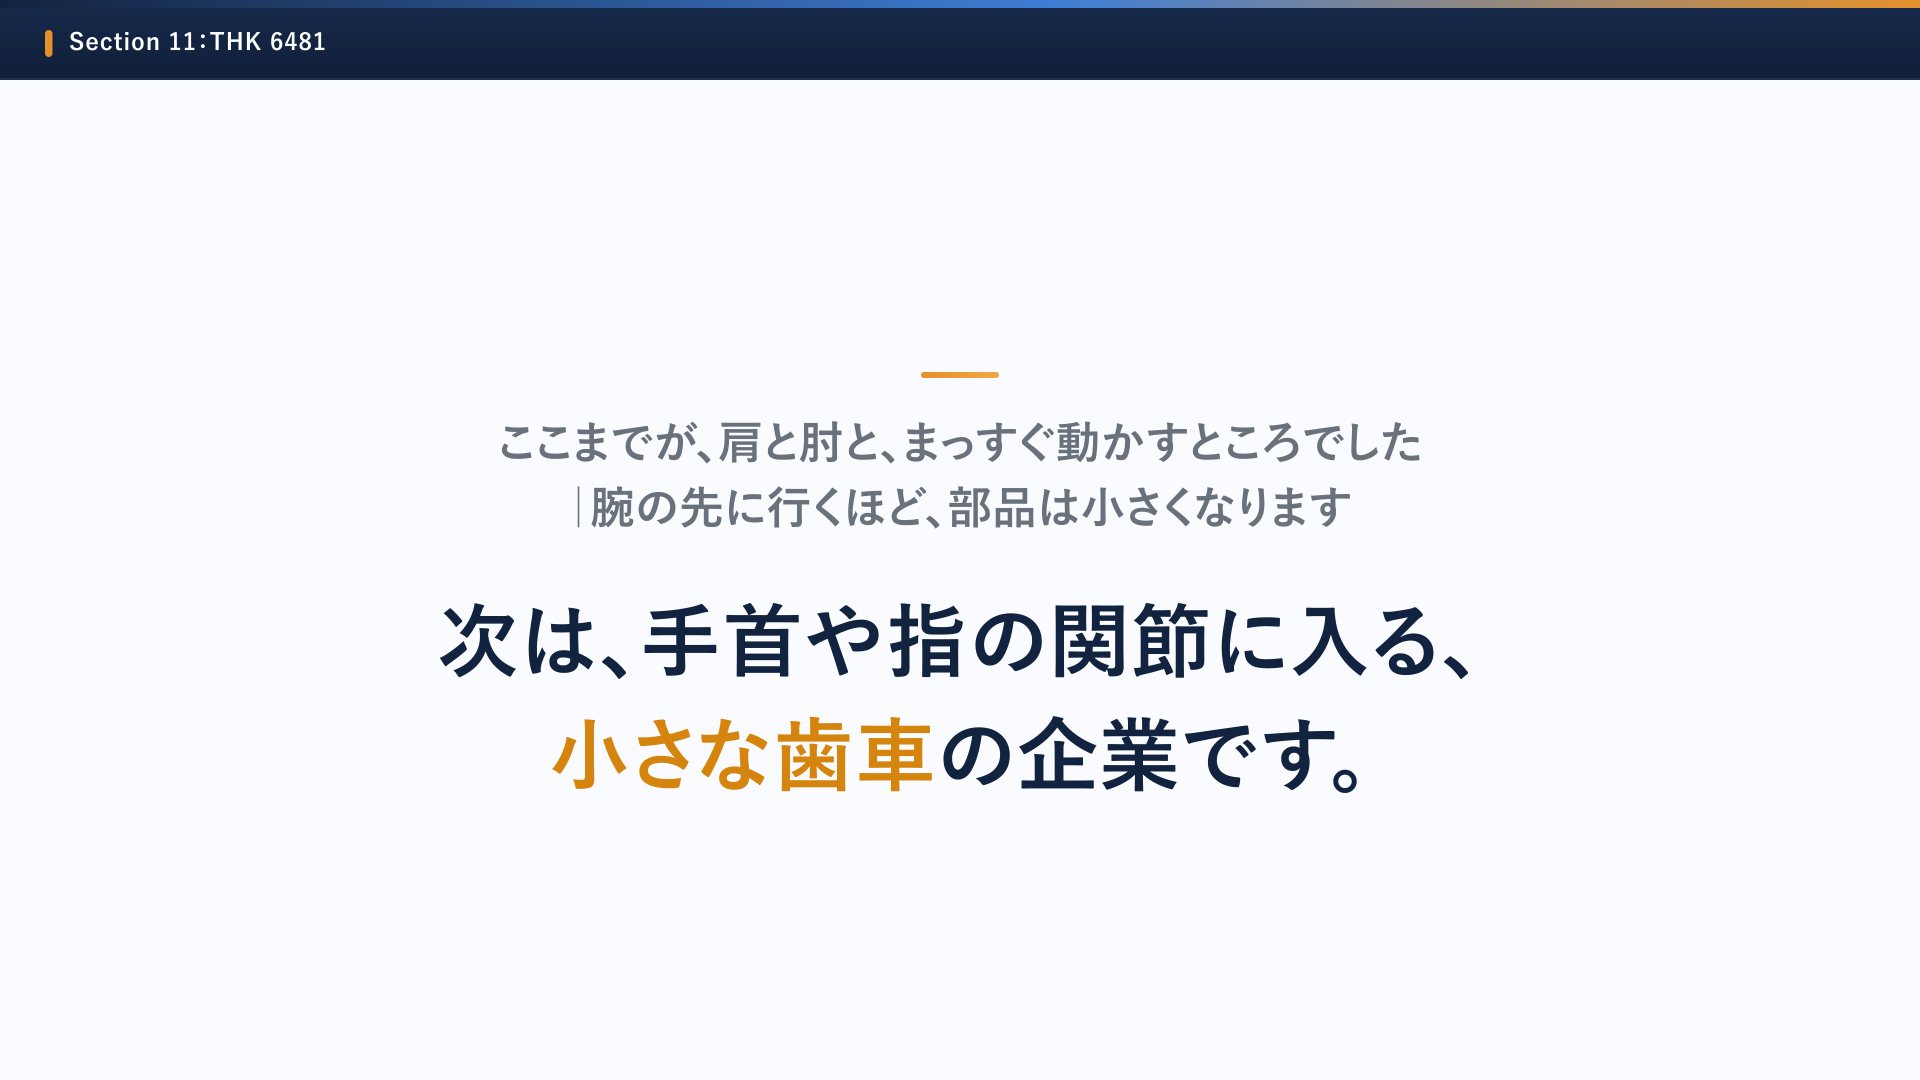 Section 11：THK 6481
ここまでが、肩と肘と、まっすぐ動かすところでした
｜腕の先に行くほど、部品は小さくなります
次は、手首や指の関節に入る、
小さな歯車の企業です。